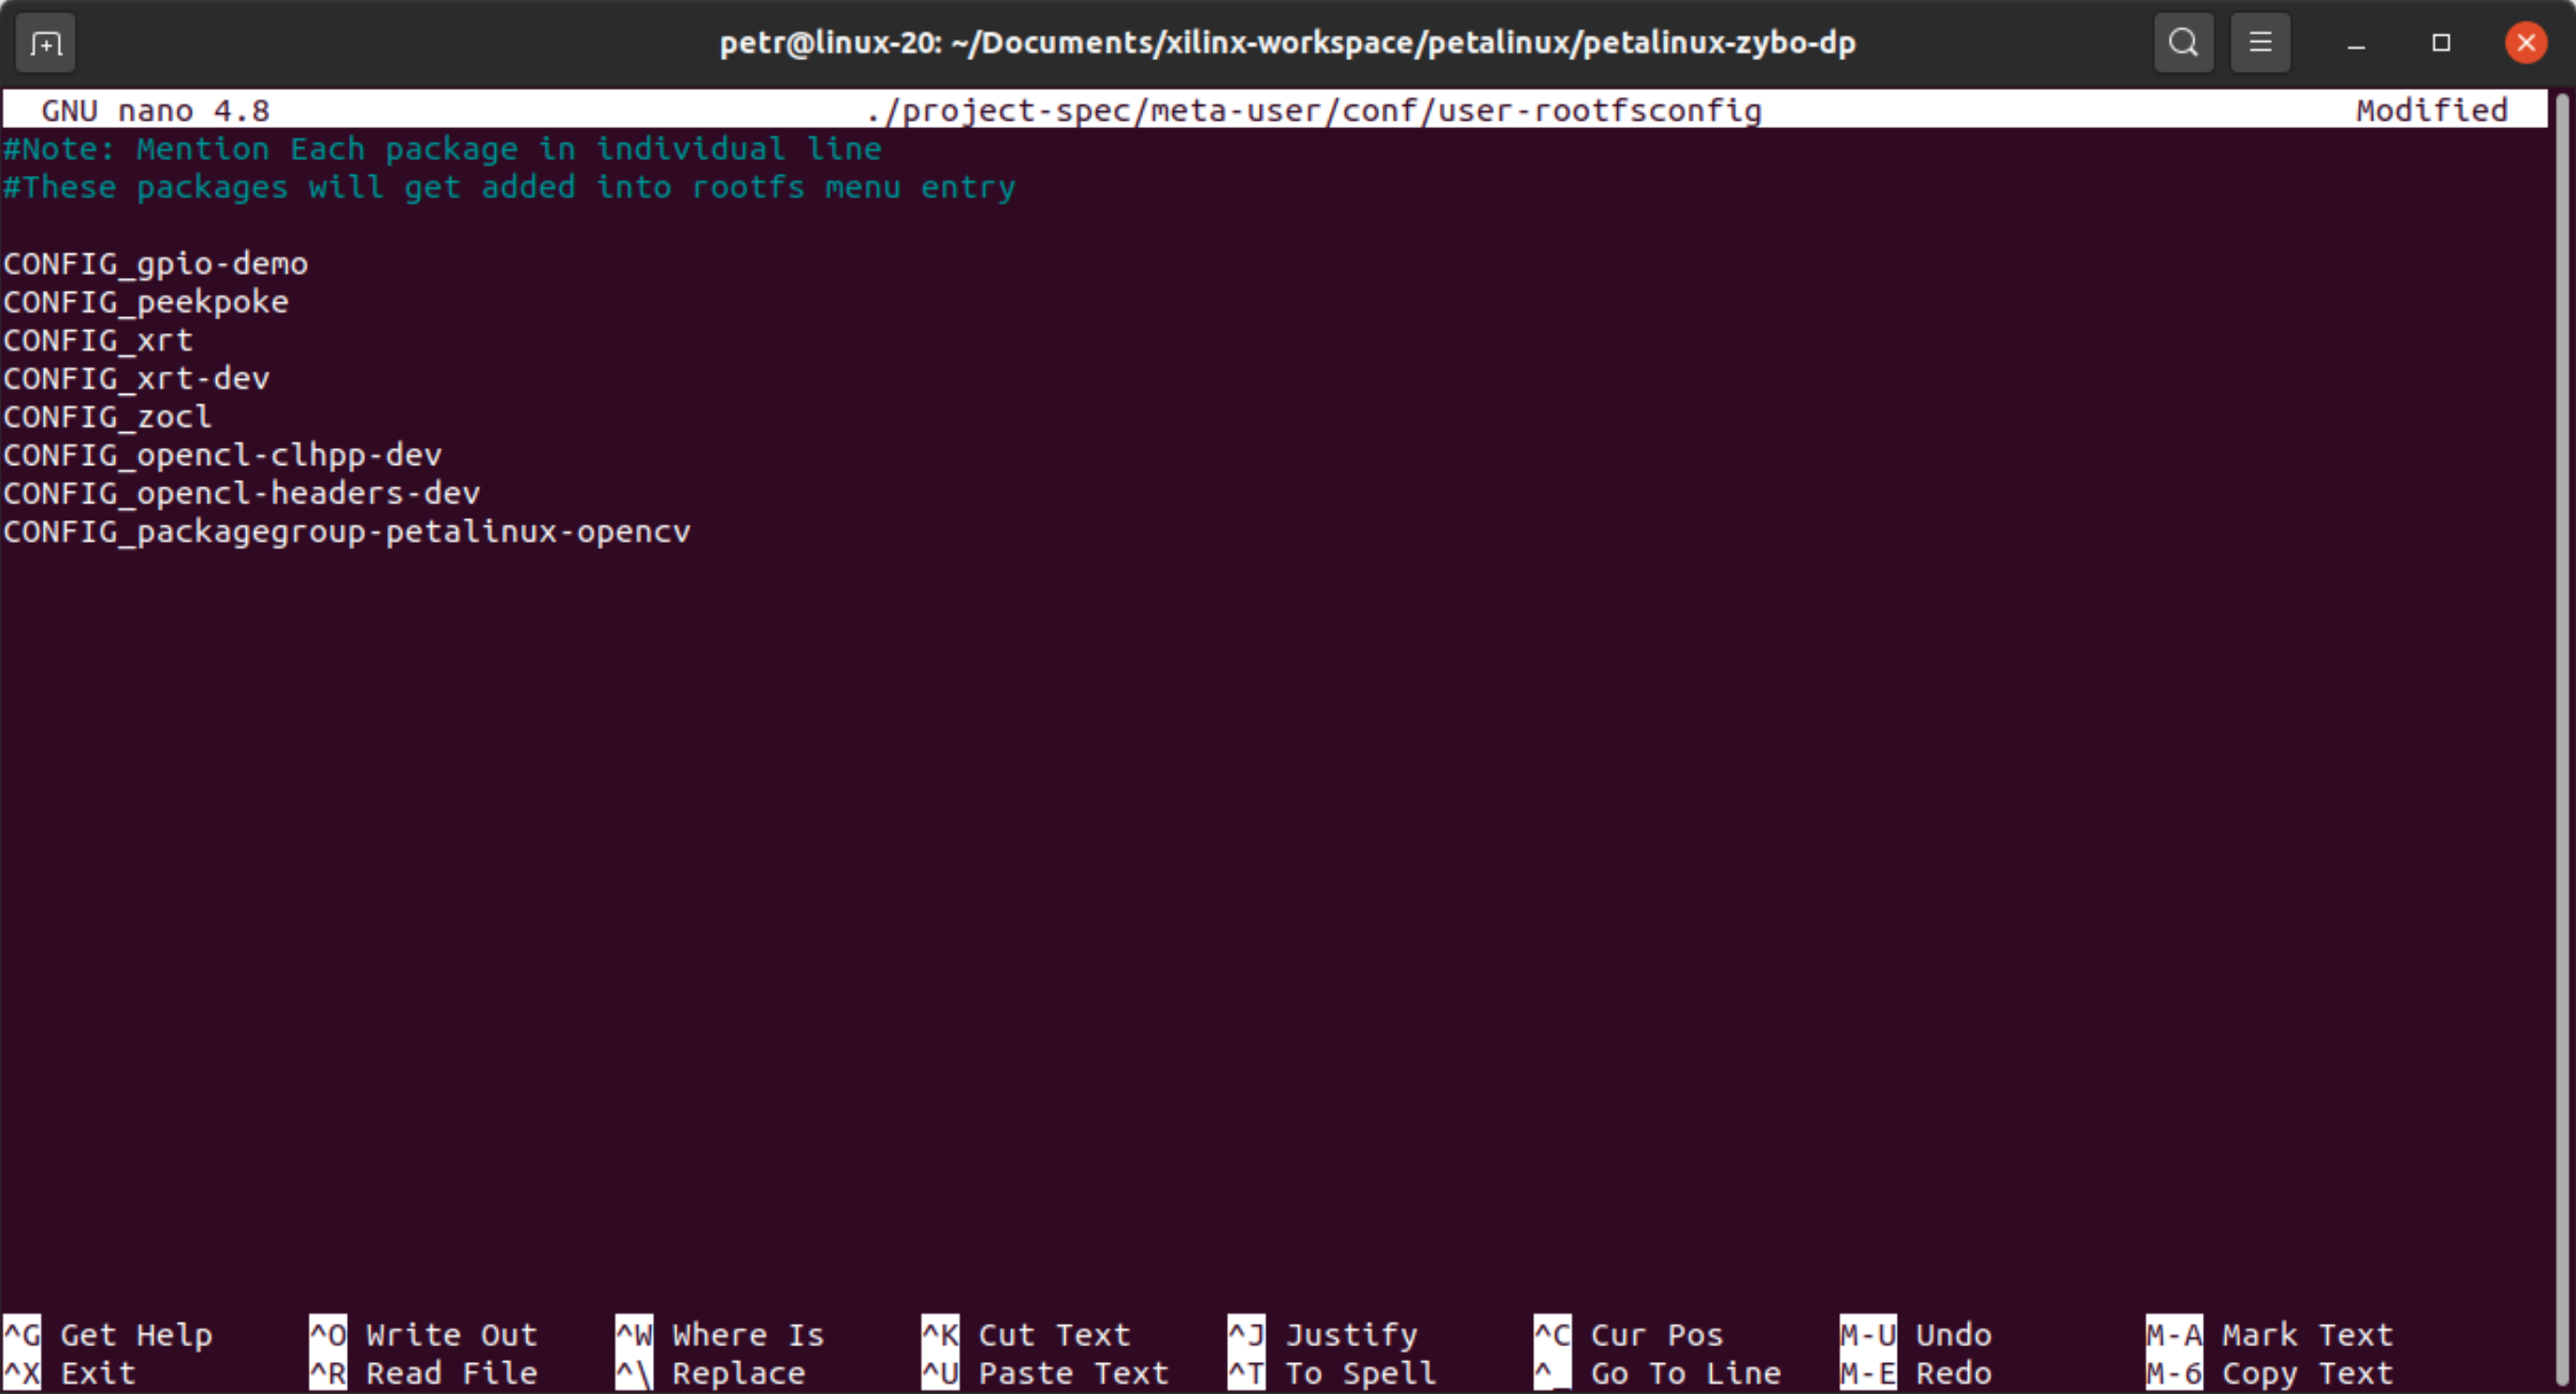 petr@linux-20: ~/Documents/xilinx-workspace/petalinux/petalinux-zybo-dp
GNU nano 4.8 ./project-spec/meta-user/conf/user-rootfsconfig Modified
#Note: Mention Each package in individual line
#These packages will get added into rootfs menu entry
CONFIG_gpio-demo
CONFIG_peekpoke
CONFIG_xrt
CONFIG_xrt-dev
CONFIG_zocl
CONFIG_opencl-clhpp-dev
CONFIG_opencl-headers-dev
CONFIG_packagegroup-petalinux-opencv
^G Get Help ^O Write Out ^W Where Is ^K Cut Text ^J Justify ^C Cur Pos M-U Undo M-A Mark Text
^X Exit ^R Read File ^\ Replace ^U Paste Text ^T To Spell ^_ Go To Line M-E Redo M-6 Copy Text